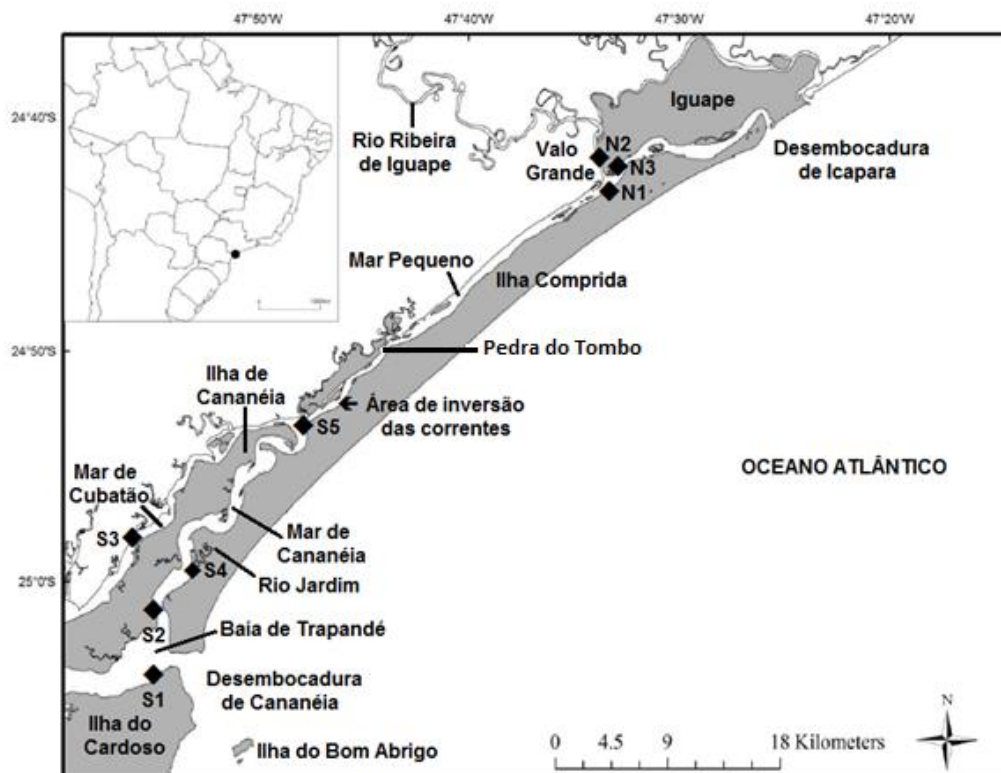 47°50'W
47°40'W
47°30'W
47°20'W
24°40'S
Iguape
Rio Ribeira
de Iguape
Valo
Grande
N2
N3
N1
Desembocadura
de Icapara
Mar Pequeno
Ilha Comprida
24°50'S
Pedra do Tombo
Ilha de
Cananéia
Área de inversão
das correntes
S5
OCEANO ATLÂNTICO
Mar de
Cubatão
S3
Mar de
Cananéia
S4
Rio Jardim
25°0'S
S2
Baia de Trapandé
S1
Desembocadura
de Cananéia
Ilha do
Cardoso
Ilha do Bom Abrigo
0 4.5 9 18 Kilometers
N